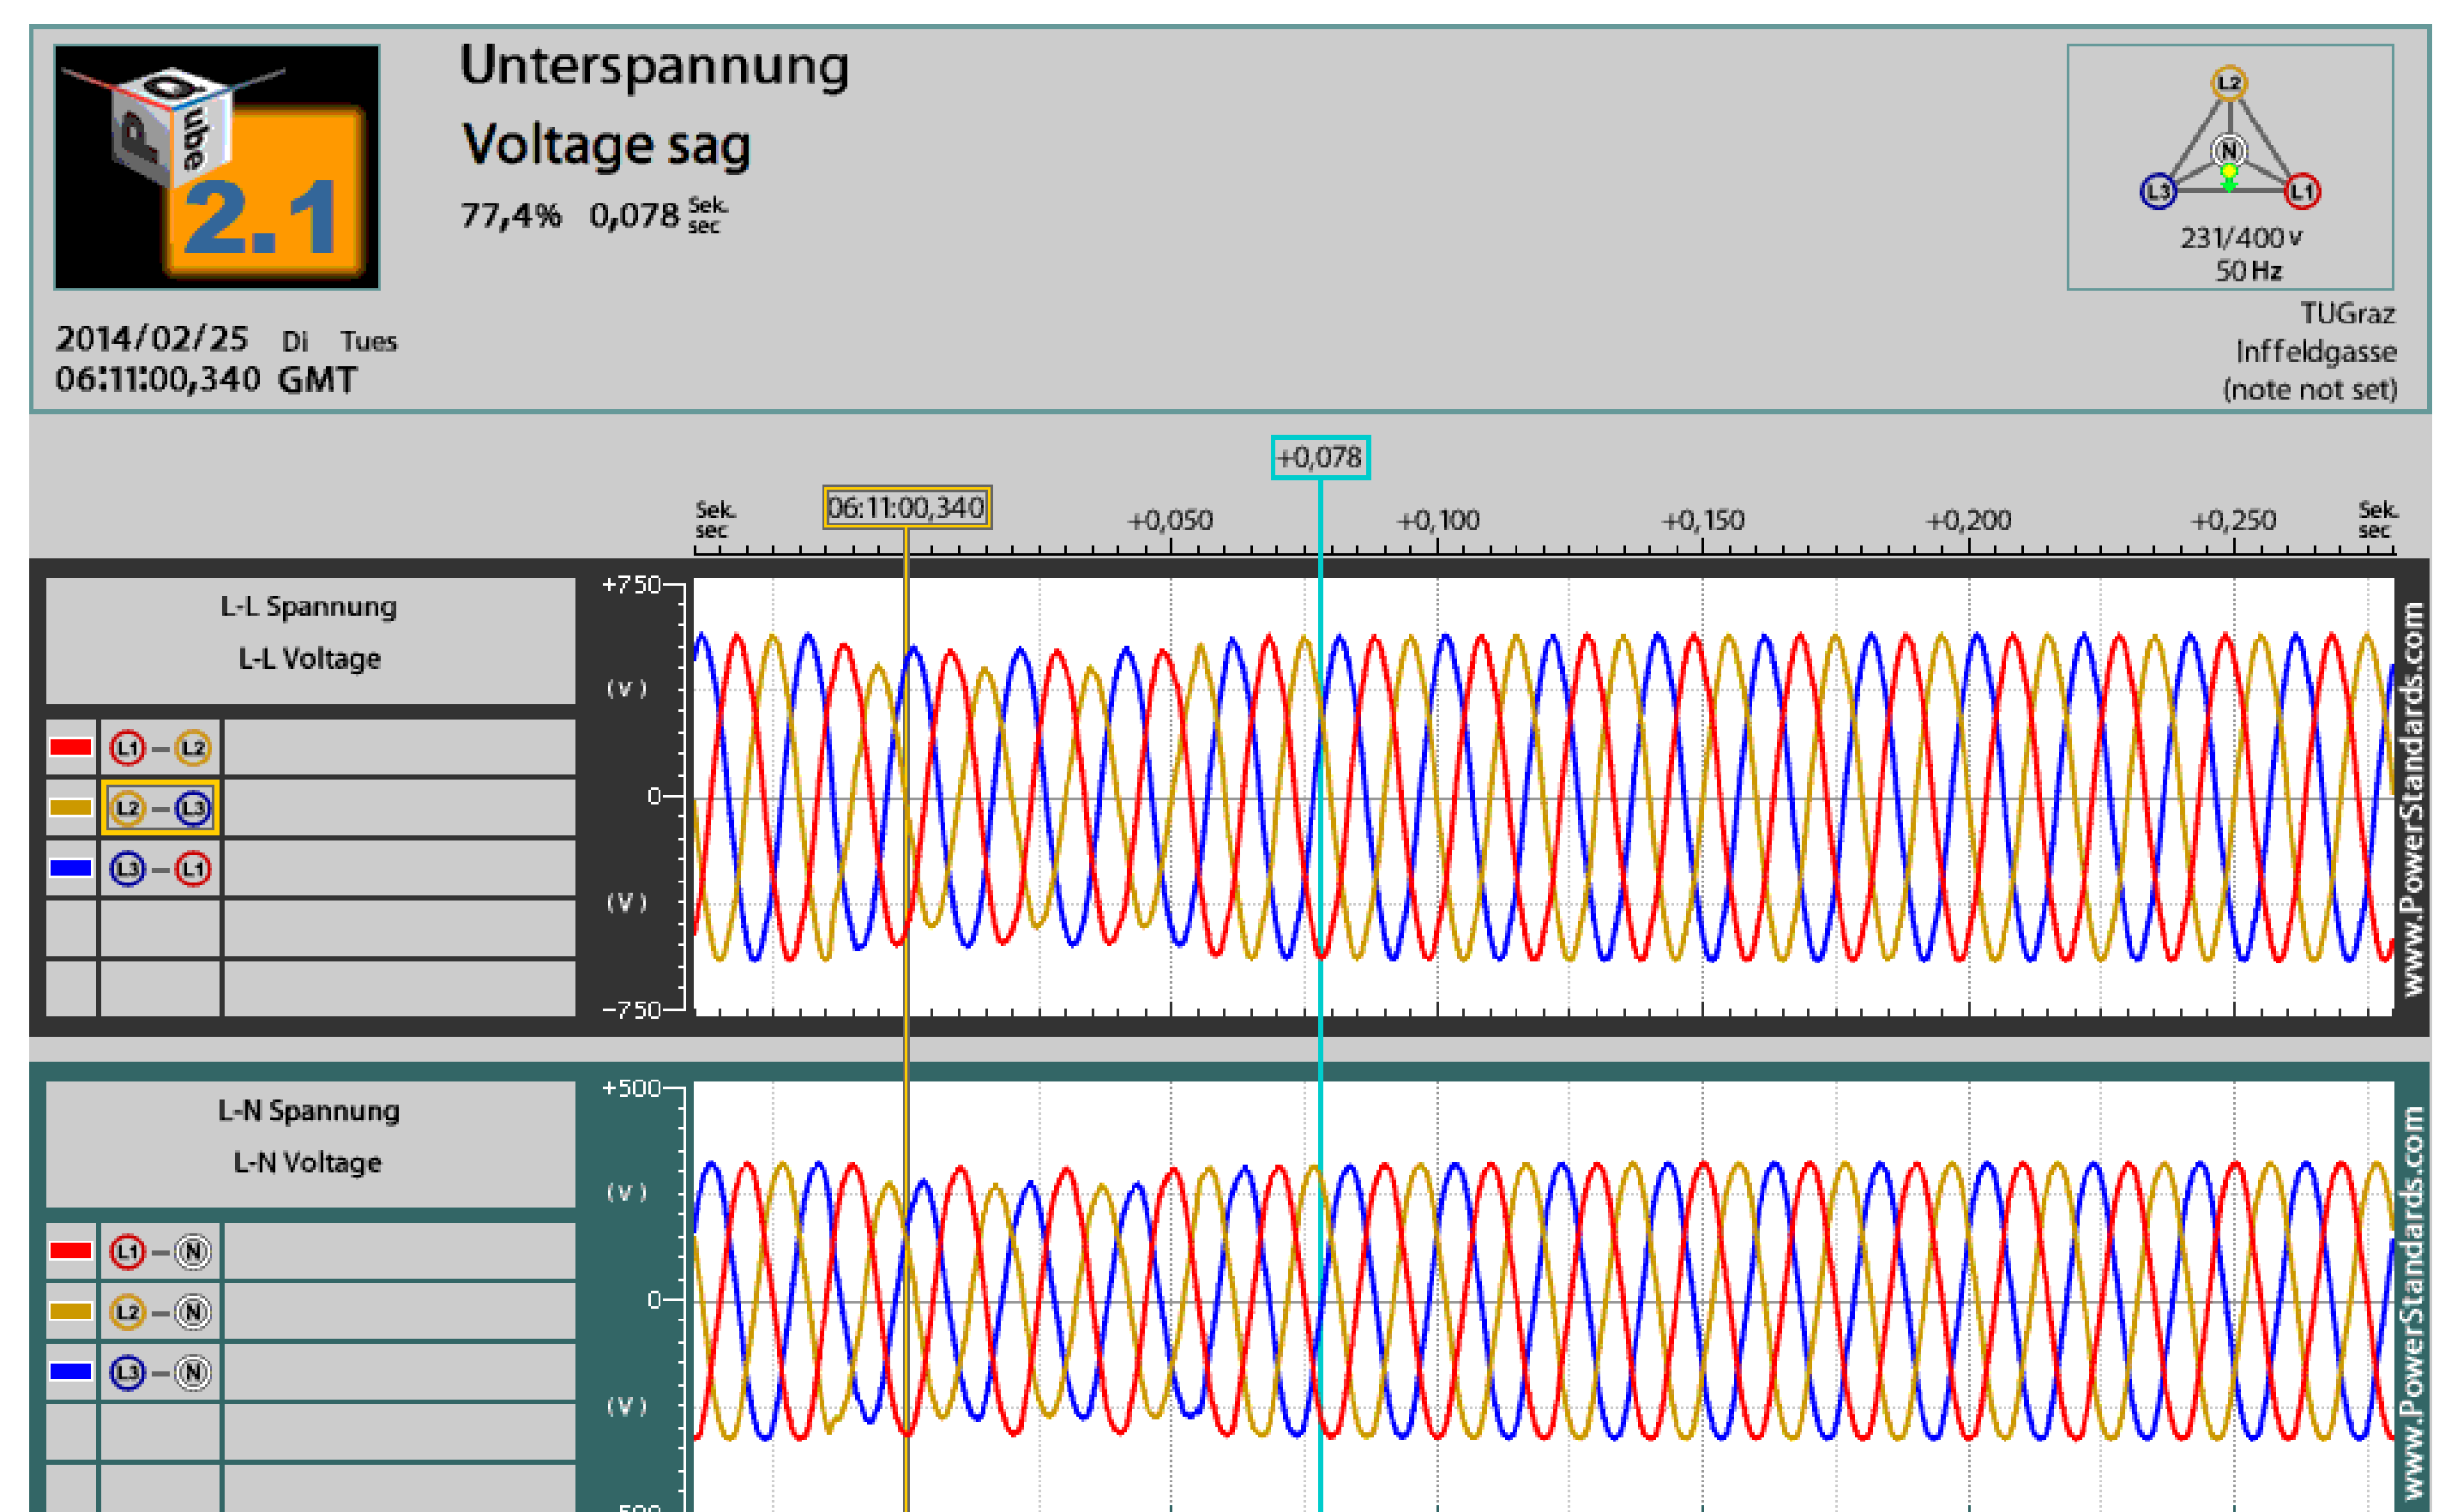 PQube
2.1
Unterspannung
Voltage sag
77,4% 0,078 Sek. sec
2014/02/25 Di Tues
06:11:00,340 GMT
L2
N
L3 L1
231/400 v
50 Hz
TUGraz
Inffeldgasse
(note not set)
+0,078
Sek. sec 06:11:00,340 +0,050 +0,100 +0,150 +0,200 +0,250 Sek. sec
L-L Spannung
L-L Voltage
L1 – L2
L2 – L3
L3 – L1
+750
(V)
0
(V)
-750
www.PowerStandards.com
L-N Spannung
L-N Voltage
L1 – N
L2 – N
L3 – N
+500
(V)
0
(V)
www.PowerStandards.com